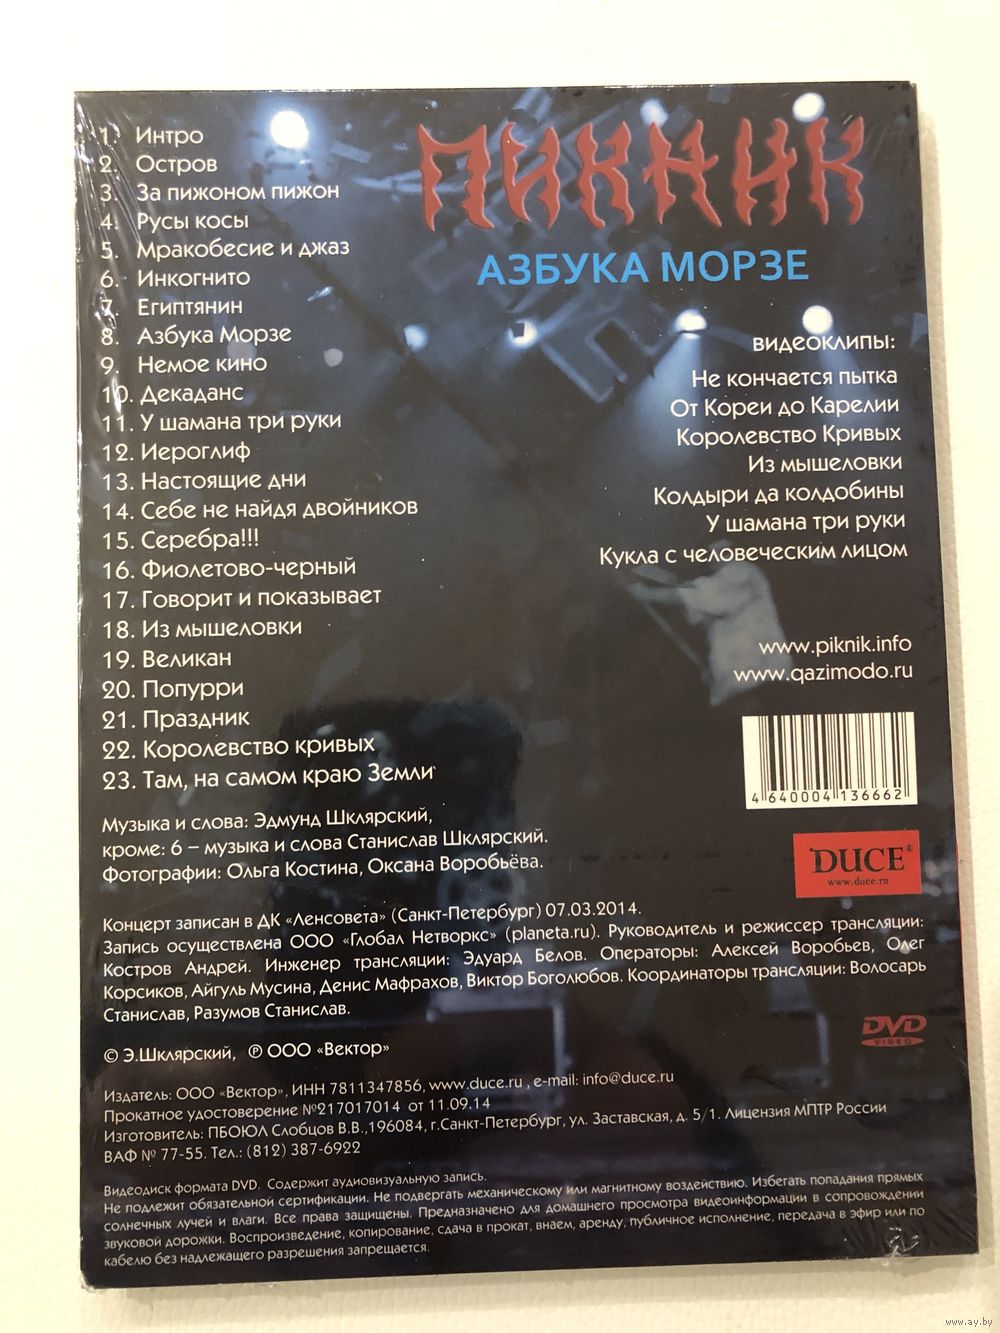 ПИКНИК
АЗБУКА МОРЗЕ
1. Интро
2. Остров
3. За пижоном пижон
4. Русы косы
5. Мракобесие и джаз
6. Инкогнито
7. Египтянин
8. Азбука Морзе
9. Немое кино
10. Декаданс
11. У шамана три руки
12. Иероглиф
13. Настоящие дни
14. Себе не найдя двойников
15. Серебра!!!
16. Фиолетово-черный
17. Говорит и показывает
18. Из мышеловки
19. Великан
20. Попурри
21. Праздник
22. Королевство кривых
23. Там, на самом краю Земли
видеоклипы:
Не кончается пытка
От Кореи до Карелии
Королевство Кривых
Из мышеловки
Колдыри да колдобины
У шамана три руки
Кукла с человеческим лицом
www.piknik.info
www.qazimodo.ru
4 640004 136662
DUCE®
www.duce.ru
Музыка и слова: Эдмунд Шклярский,
кроме: 6 – музыка и слова Станислав Шклярский.
Фотографии: Ольга Костина, Оксана Воробьёва.
Концерт записан в ДК «Ленсовета» (Санкт-Петербург) 07.03.2014.
Запись осуществлена ООО «Глобал Нетворкс» (planeta.ru). Руководитель и режиссер трансляции:
Костров Андрей. Инженер трансляции: Эдуард Белов. Операторы: Алексей Воробьев, Олег
Корсиков, Айгуль Мусина, Денис Мафрахов, Виктор Боголюбов. Координаторы трансляции: Волосарь
Станислав, Разумов Станислав.
DVD
VIDEO
© Э.Шклярский, ℗ ООО «Вектор»
Издатель: ООО «Вектор», ИНН 7811347856, www.duce.ru , e-mail: info@duce.ru
Прокатное удостоверение №217017014 от 11.09.14
Изготовитель: ПБОЮЛ Слобцов В.В.,196084, г.Санкт-Петербург, ул. Заставская, д. 5/1. Лицензия МПТР России
ВАФ № 77-55. Тел.: (812) 387-6922
Видеодиск формата DVD. Содержит аудиовизуальную запись.
Не подлежит обязательной сертификации. Не подвергать механическому или магнитному воздействию. Избегать попадания прямых
солнечных лучей и влаги. Все права защищены. Предназначено для домашнего просмотра видеоинформации в сопровождении
звуковой дорожки. Воспроизведение, копирование, сдача в прокат, внаем, аренду, публичное исполнение, передача в эфир или по
кабелю без надлежащего разрешения запрещается.
www.ay.by